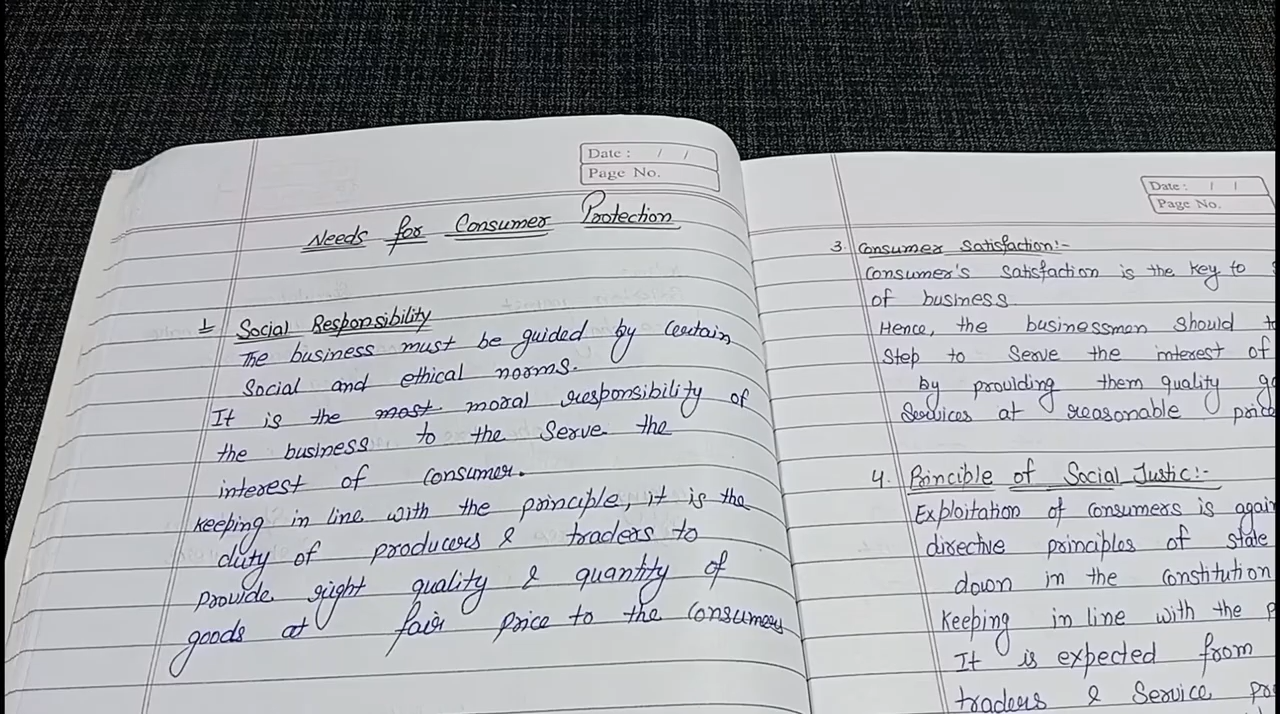 Date : / /
Page No.
Needs for Consumer Protection
1. Social Responsibility
The business must be guided by certain
Social and ethical norms.
It is the most moral responsibility of
the business to the Serve the
interest of consumer.
Keeping in line with the principle, it is the
duty of producers & traders to
Provide right quality & quantity of
goods at fair price to the consumers
Date : / /
Page No.
3. Consumer Satisfaction:-
Consumer's Satisfaction is the key to
of business
Hence, the businessmen should
Step to Serve the interest of
by providing them quality
Services at reasonable
4. Princible of Social Justic:-
Exploitation of consumers is
directive principles of state
down in the constitution
Keeping in line with the
It is expected from
traders & Service